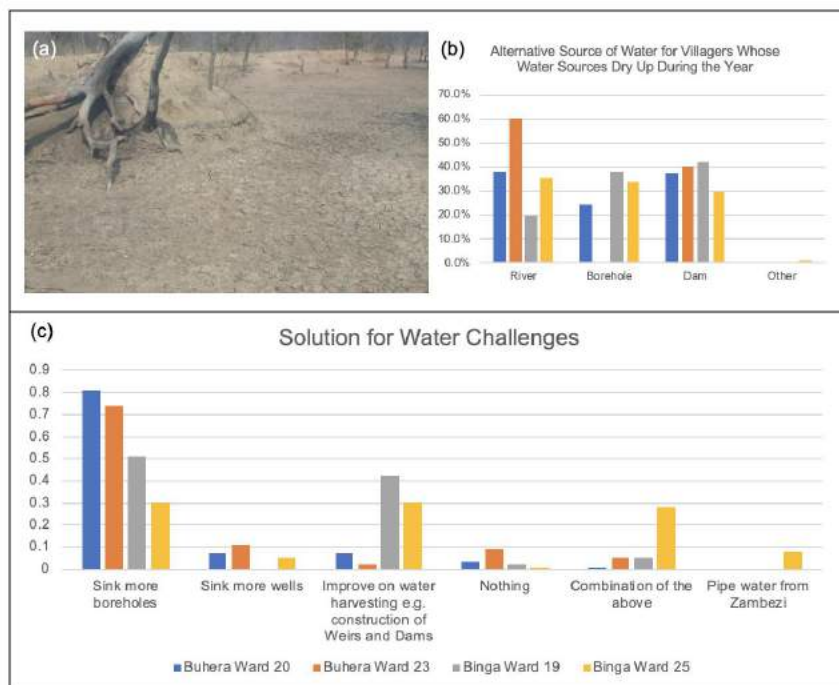 (a)
(b)
Alternative Source of Water for Villagers Whose
Water Sources Dry Up During the Year
70.0%
60.0%
50.0%
40.0%
30.0%
20.0%
10.0%
0.0%
River Borehole Dam Other
(c)
Solution for Water Challenges
0.9
0.8
0.7
0.6
0.5
0.4
0.3
0.2
0.1
0
Sink more
boreholes
Sink more wells
Improve on water
harvesting e.g.
construction of
Weirs and Dams
Nothing
Combination of the
above
Pipe water from
Zambezi
Buhera Ward 20 Buhera Ward 23 Binga Ward 19 Binga Ward 25